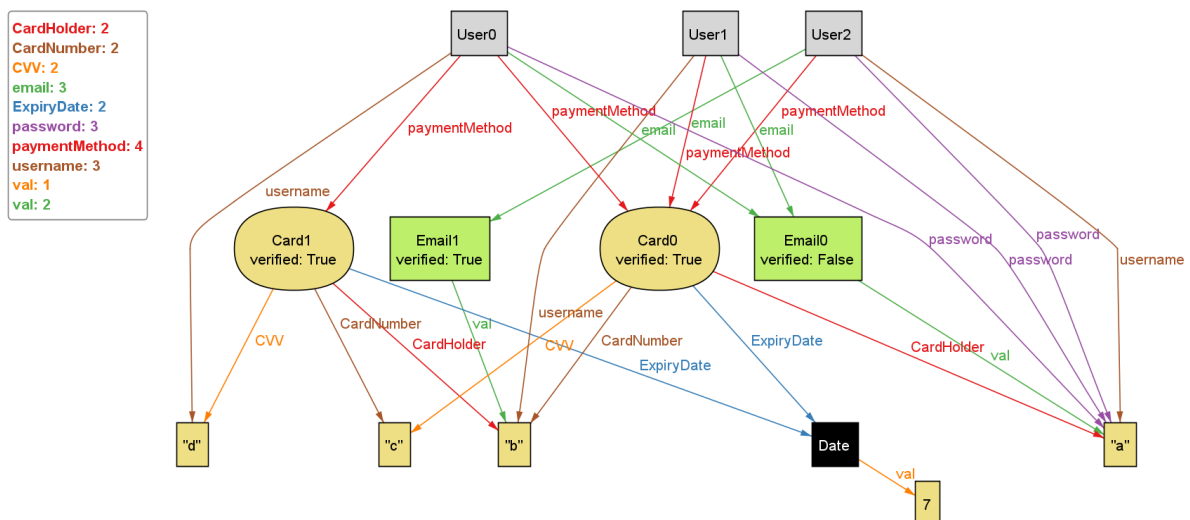 CardHolder: 2
CardNumber: 2
CVV: 2
email: 3
ExpiryDate: 2
password: 3
paymentMethod: 4
username: 3
val: 1
val: 2
User0
User1
User2
paymentMethod
paymentMethod
email
email
email
paymentMethod
paymentMethod
username
Card1
verified: True
Email1
verified: True
Card0
verified: True
Email0
verified: False
password
password
password
username
CVV
CardNumber
val
CardHolder
username
CVV
CardNumber
ExpiryDate
ExpiryDate
CardHolder
val
"d"
"c"
"b"
Date
"a"
val
7